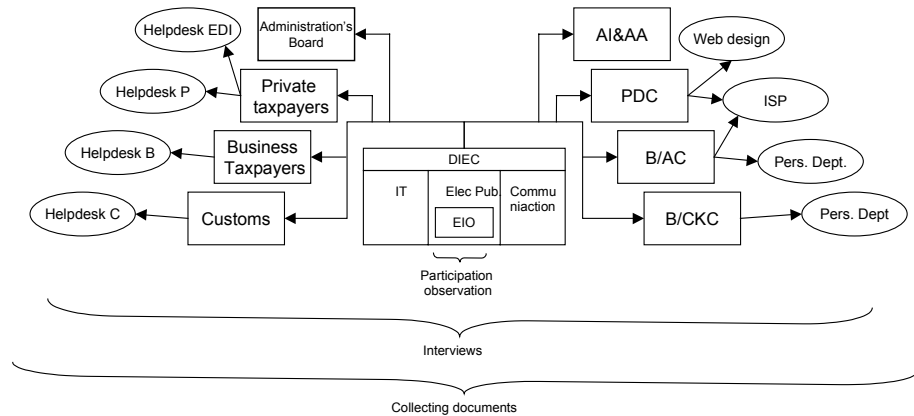 Helpdesk EDI
Administration's
Board
AI&AA
Web design
Helpdesk P
Private
taxpayers
PDC
ISP
Helpdesk B
Business
Taxpayers
DIEC
B/AC
Pers. Dept.
IT
Elec Pub.
Commu
niaction
Helpdesk C
Customs
EIO
B/CKC
Pers. Dept
Participation
observation
Interviews
Collecting documents